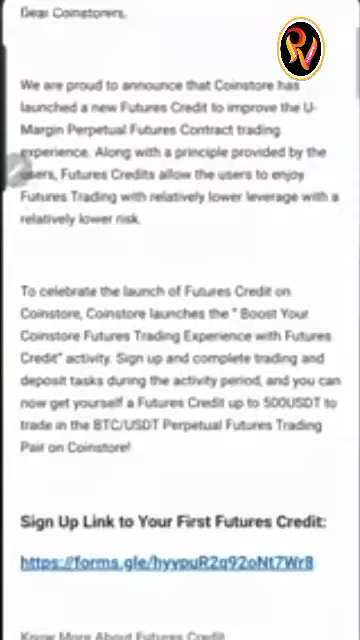 Dear Coinstorers,
We are proud to announce that Coinstore has
launched a new Futures Credit to improve the U-
Margin Perpetual Futures Contract trading
experience. Along with a principle provided by the
users, Futures Credits allow the users to enjoy
Futures Trading with relatively lower leverage with a
relatively lower risk.
To celebrate the launch of Futures Credit on
Coinstore, Coinstore launches the " Boost Your
Coinstore Futures Trading Experience with Futures
Credit" activity. Sign up and complete trading and
deposit tasks during the activity period, and you can
now get yourself a Futures Credit up to 500USDT to
trade in the BTC/USDT Perpetual Futures Trading
Pair on Coinstore!
Sign Up Link to Your First Futures Credit:
https://forms.gle/hyvpuR2q92oNt7Wr8
Know More About Futures Credit